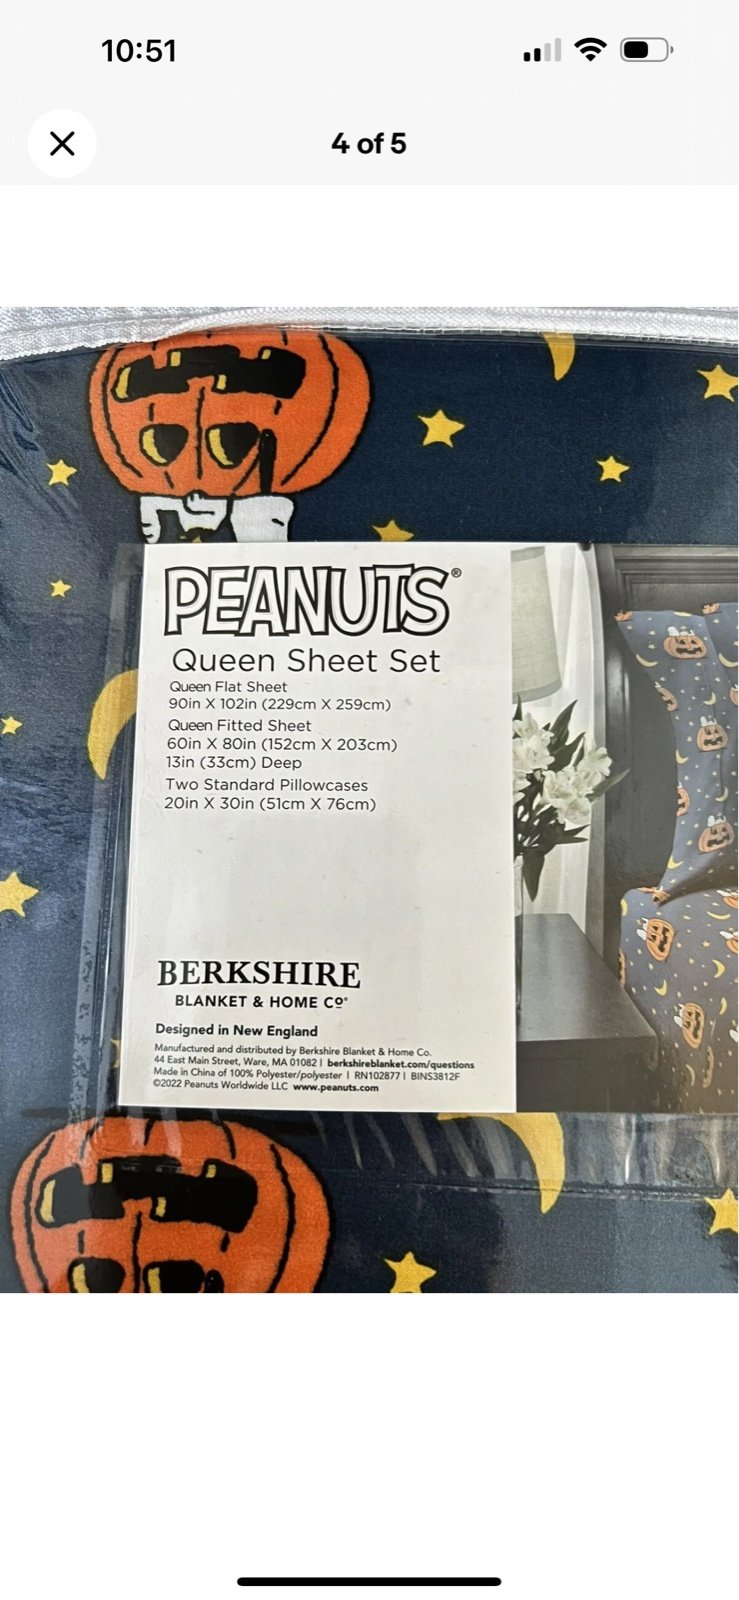 10:51
4 of 5
PEANUTS®
Queen Sheet Set
Queen Flat Sheet
90in X 102in (229cm X 259cm)
Queen Fitted Sheet
60in X 80in (152cm X 203cm)
13in (33cm) Deep
Two Standard Pillowcases
20in X 30in (51cm X 76cm)
BERKSHIRE
BLANKET & HOME Cº®
Designed in New England
Manufactured and distributed by Berkshire Blanket & Home Co.
44 East Main Street, Ware, MA 01082 | berkshireblanket.com/questions
Made in China of 100% Polyester/polyester | RN102877 | BINS3812F
©2022 Peanuts Worldwide LLC www.peanuts.com